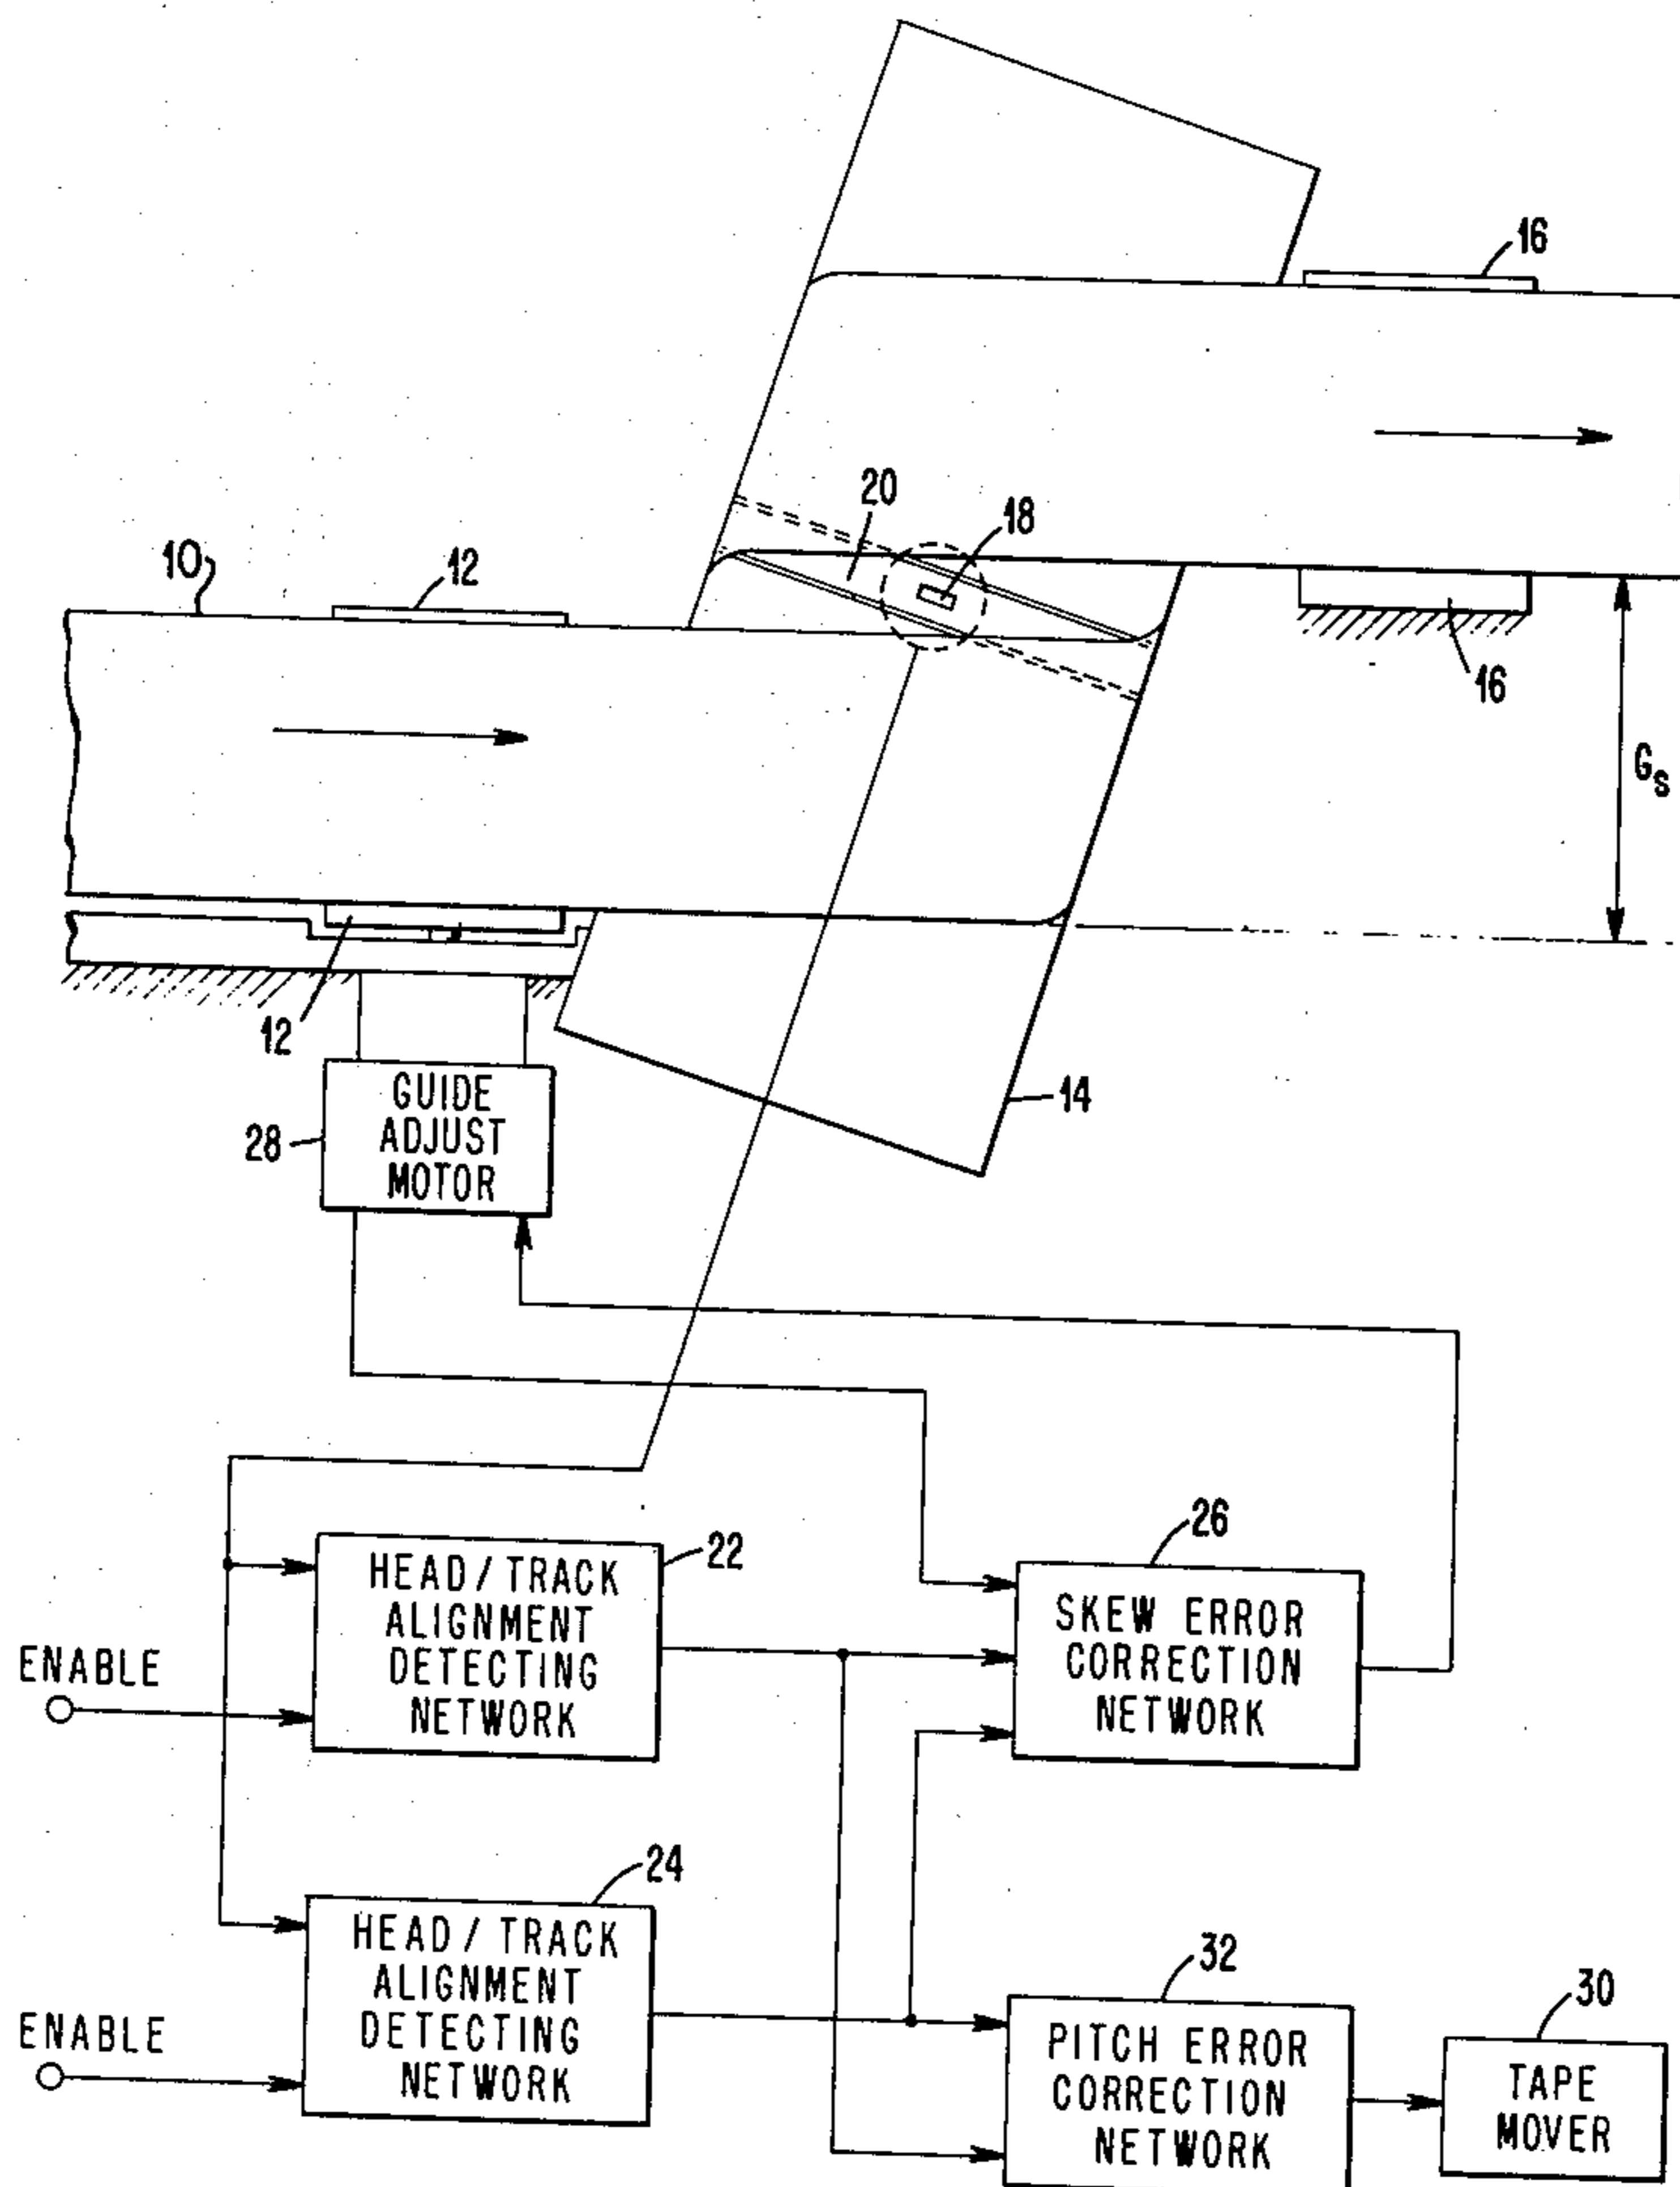 16
20
18
10
12
16
G_s
12
14
28
GUIDE
ADJUST
MOTOR
26
22
HEAD / TRACK
ALIGNMENT
DETECTING
NETWORK
SKEW ERROR
CORRECTION
NETWORK
ENABLE
24
HEAD / TRACK
ALIGNMENT
DETECTING
NETWORK
32
30
ENABLE
PITCH ERROR
CORRECTION
NETWORK
TAPE
MOVER